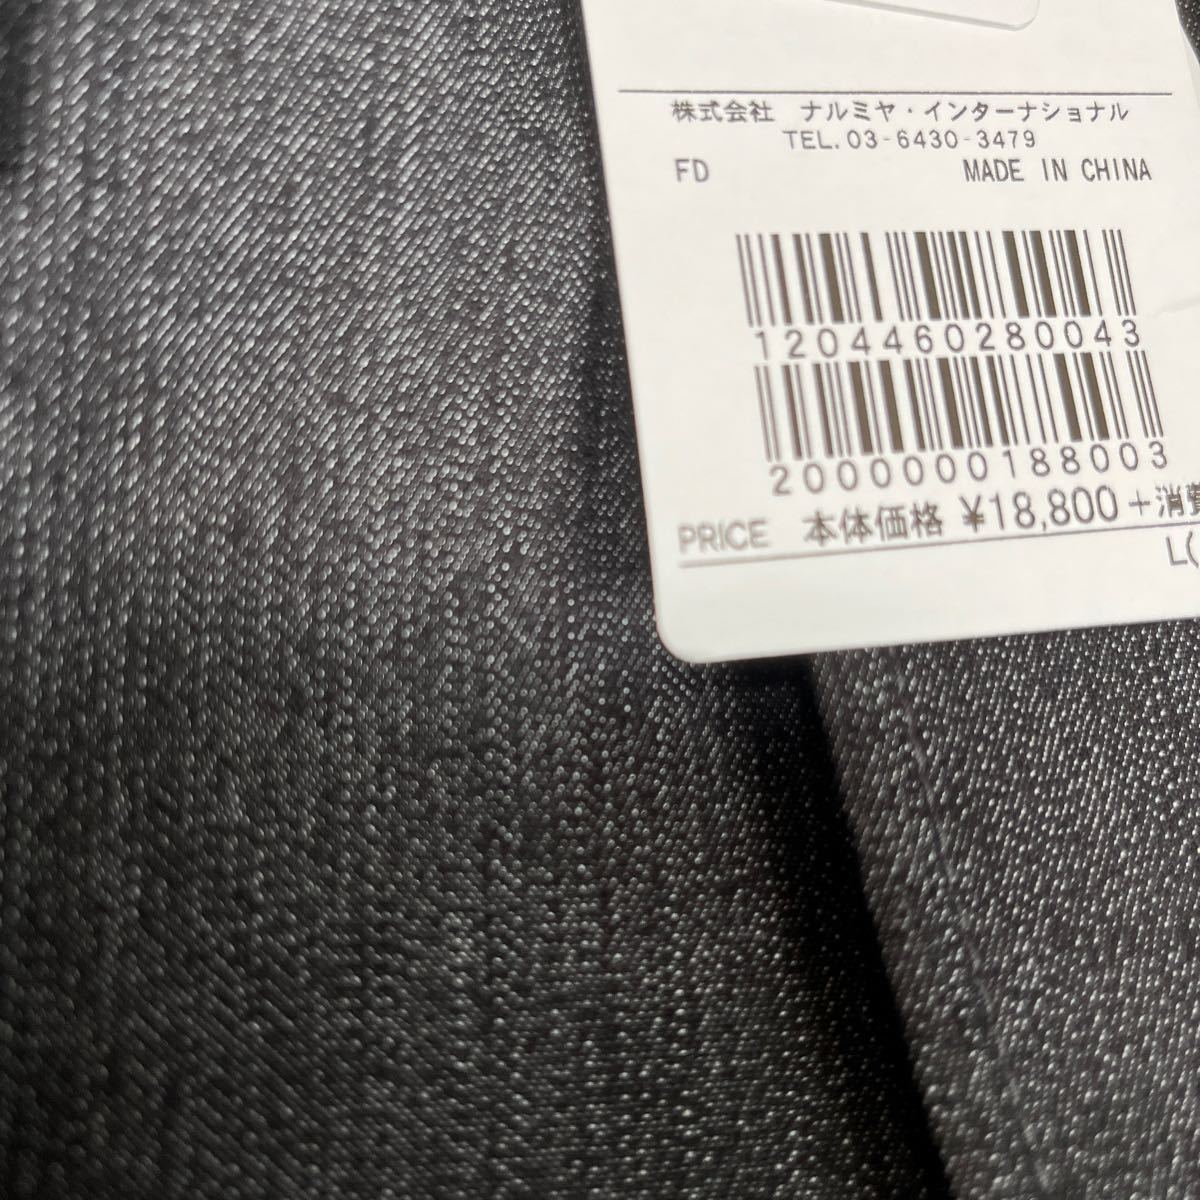 株式会社 ナルミヤ・インターナショナル
TEL.03-6430-3479
FD MADE IN CHINA
1204460280043
2000000188003
PRICE 本体価格 ¥18,800+消費
L(